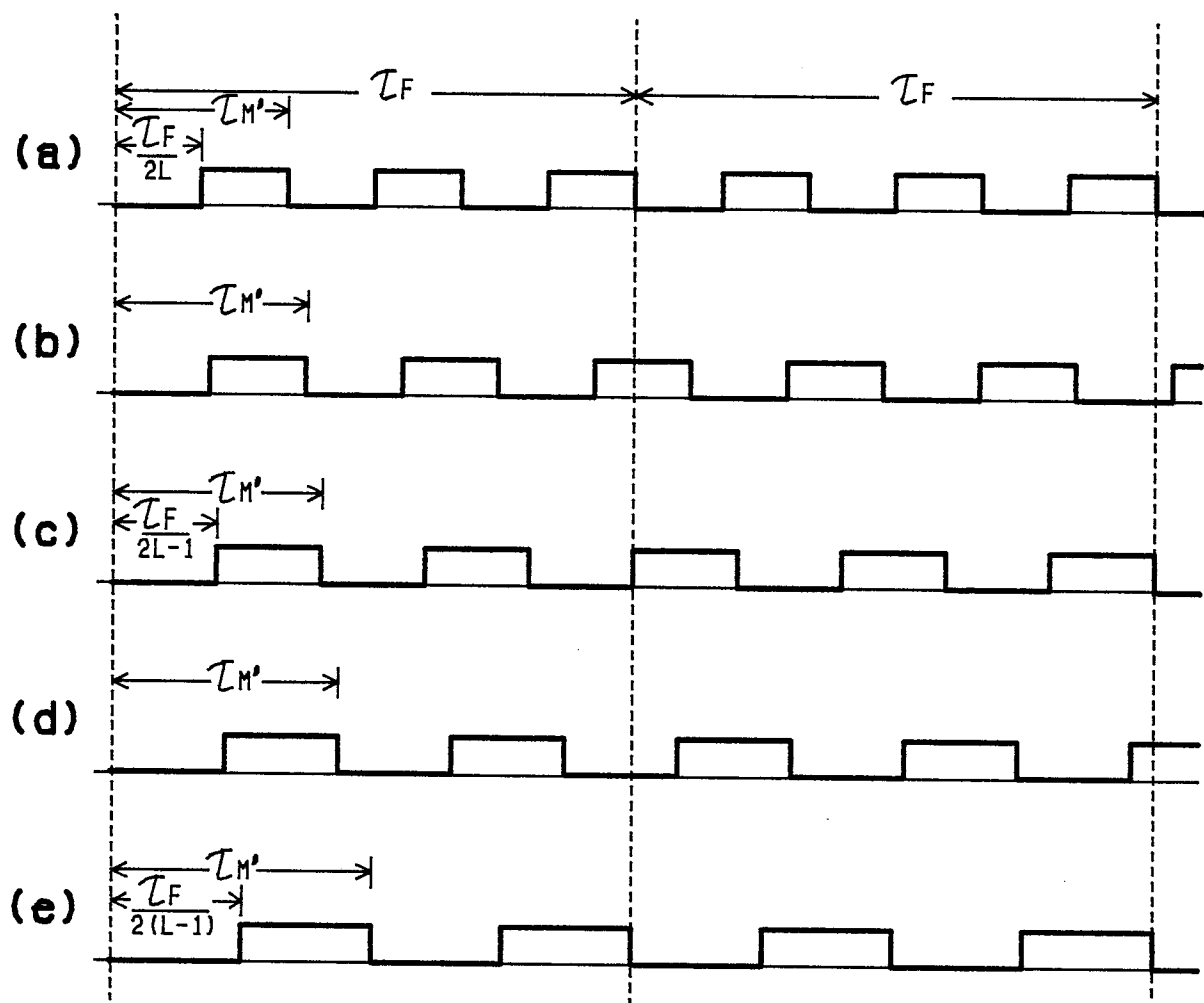 τF τF
τM'
(a) τF/2L
τM'
(b)
τM'
(c) τF/2L-1
τM'
(d)
τM'
(e) τF/2(L-1)